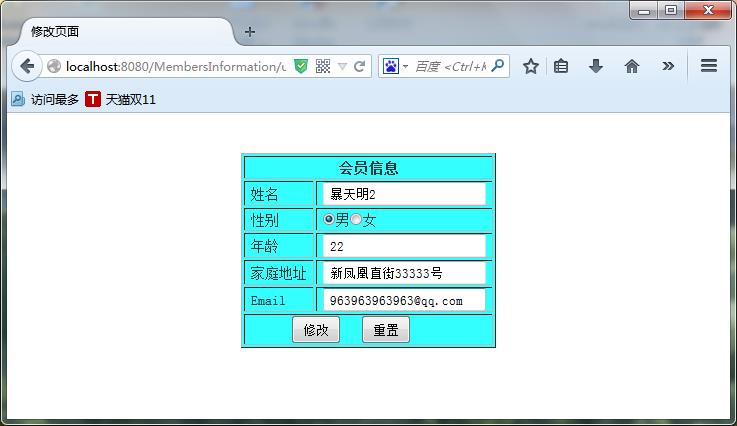 修改页面
localhost:8080/MembersInformation/u
百度 <Ctrl+K
访问最多 天猫双11
会员信息
姓名 暴天明2
性别 男 女
年龄 22
家庭地址 新凤凰直街33333号
Email 963963963963@qq.com
修改 重置